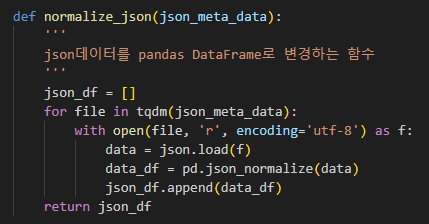 def normalize_json(json_meta_data):
    '''
    json데이터를 pandas DataFrame로 변경하는 함수
    '''
    json_df = []
    for file in tqdm(json_meta_data):
        with open(file, 'r', encoding='utf-8') as f:
            data = json.load(f)
            data_df = pd.json_normalize(data)
            json_df.append(data_df)
    return json_df